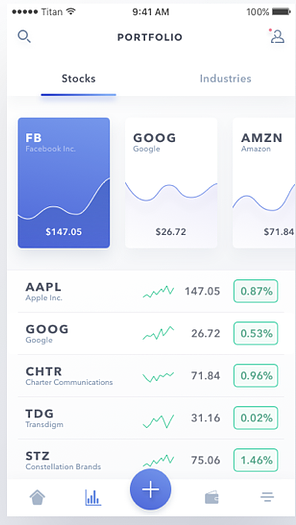 Titan 9:41 AM 100%
PORTFOLIO
Stocks Industries
FB GOOG AMZN
Facebook Inc. Google Amazon
$147.05 $26.72 $71.84
AAPL 147.05 0.87%
Apple Inc.
GOOG 26.72 0.53%
Google
CHTR 71.84 0.96%
Charter Communications
TDG 31.16 0.02%
Transdigm
STZ 75.06 1.46%
Constellation Brands